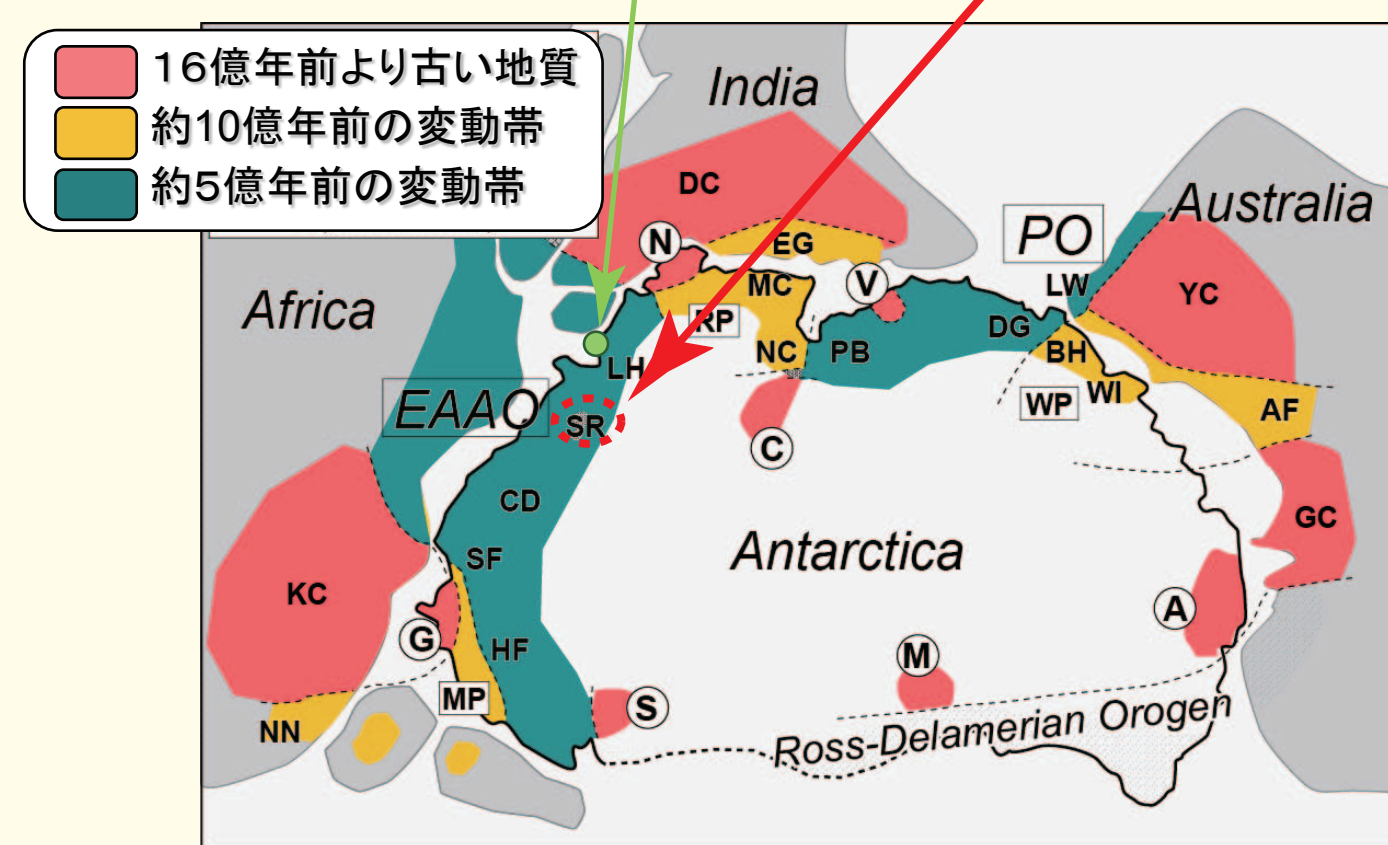 １６億年前より古い地質
約10億年前の変動帯
約５億年前の変動帯
India
DC
Australia
N
EG
PO
Africa
MC
V
LW
YC
RP
DG
LH
NC
PB
BH
EAAO
SR
WP
WI
AF
C
CD
GC
Antarctica
SF
KC
A
G
HF
M
MP
S
NN
Ross-Delamerian Orogen